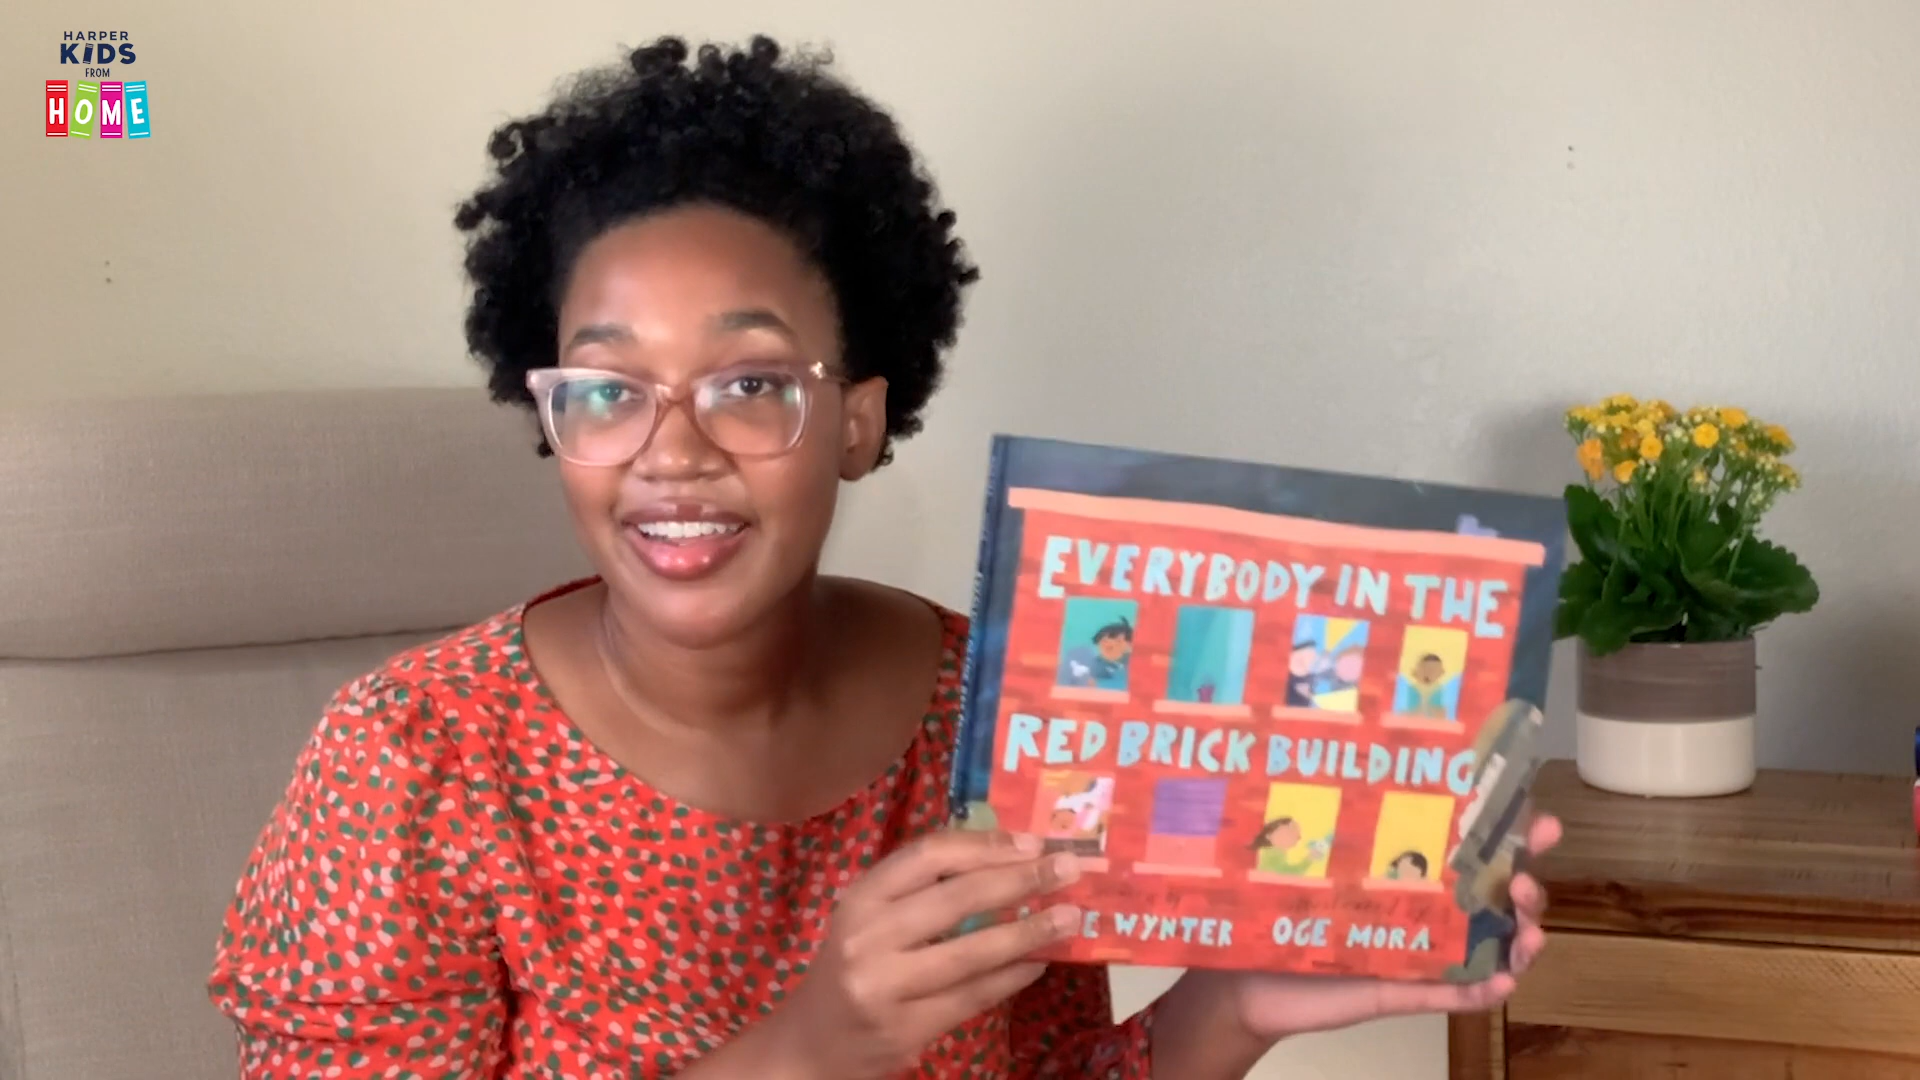 HARPER
KIDS
FROM
HOME
EVERYBODY IN THE
RED BRICK BUILDING
WYNTER OGE MORA